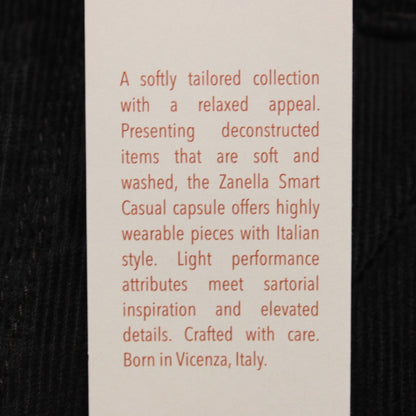 A softly tailored collection
with a relaxed appeal.
Presenting deconstructed
items that are soft and
washed, the Zanella Smart
Casual capsule offers highly
wearable pieces with Italian
style. Light performance
attributes meet sartorial
inspiration and elevated
details. Crafted with care.
Born in Vicenza, Italy.